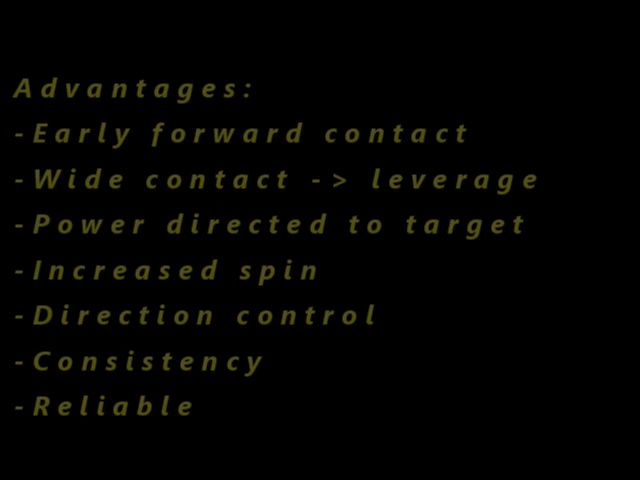 Advantages:
- Early forward contact
- Wide contact -> leverage
- Power directed to target
- Increased spin
- Direction control
- Consistency
- Reliable